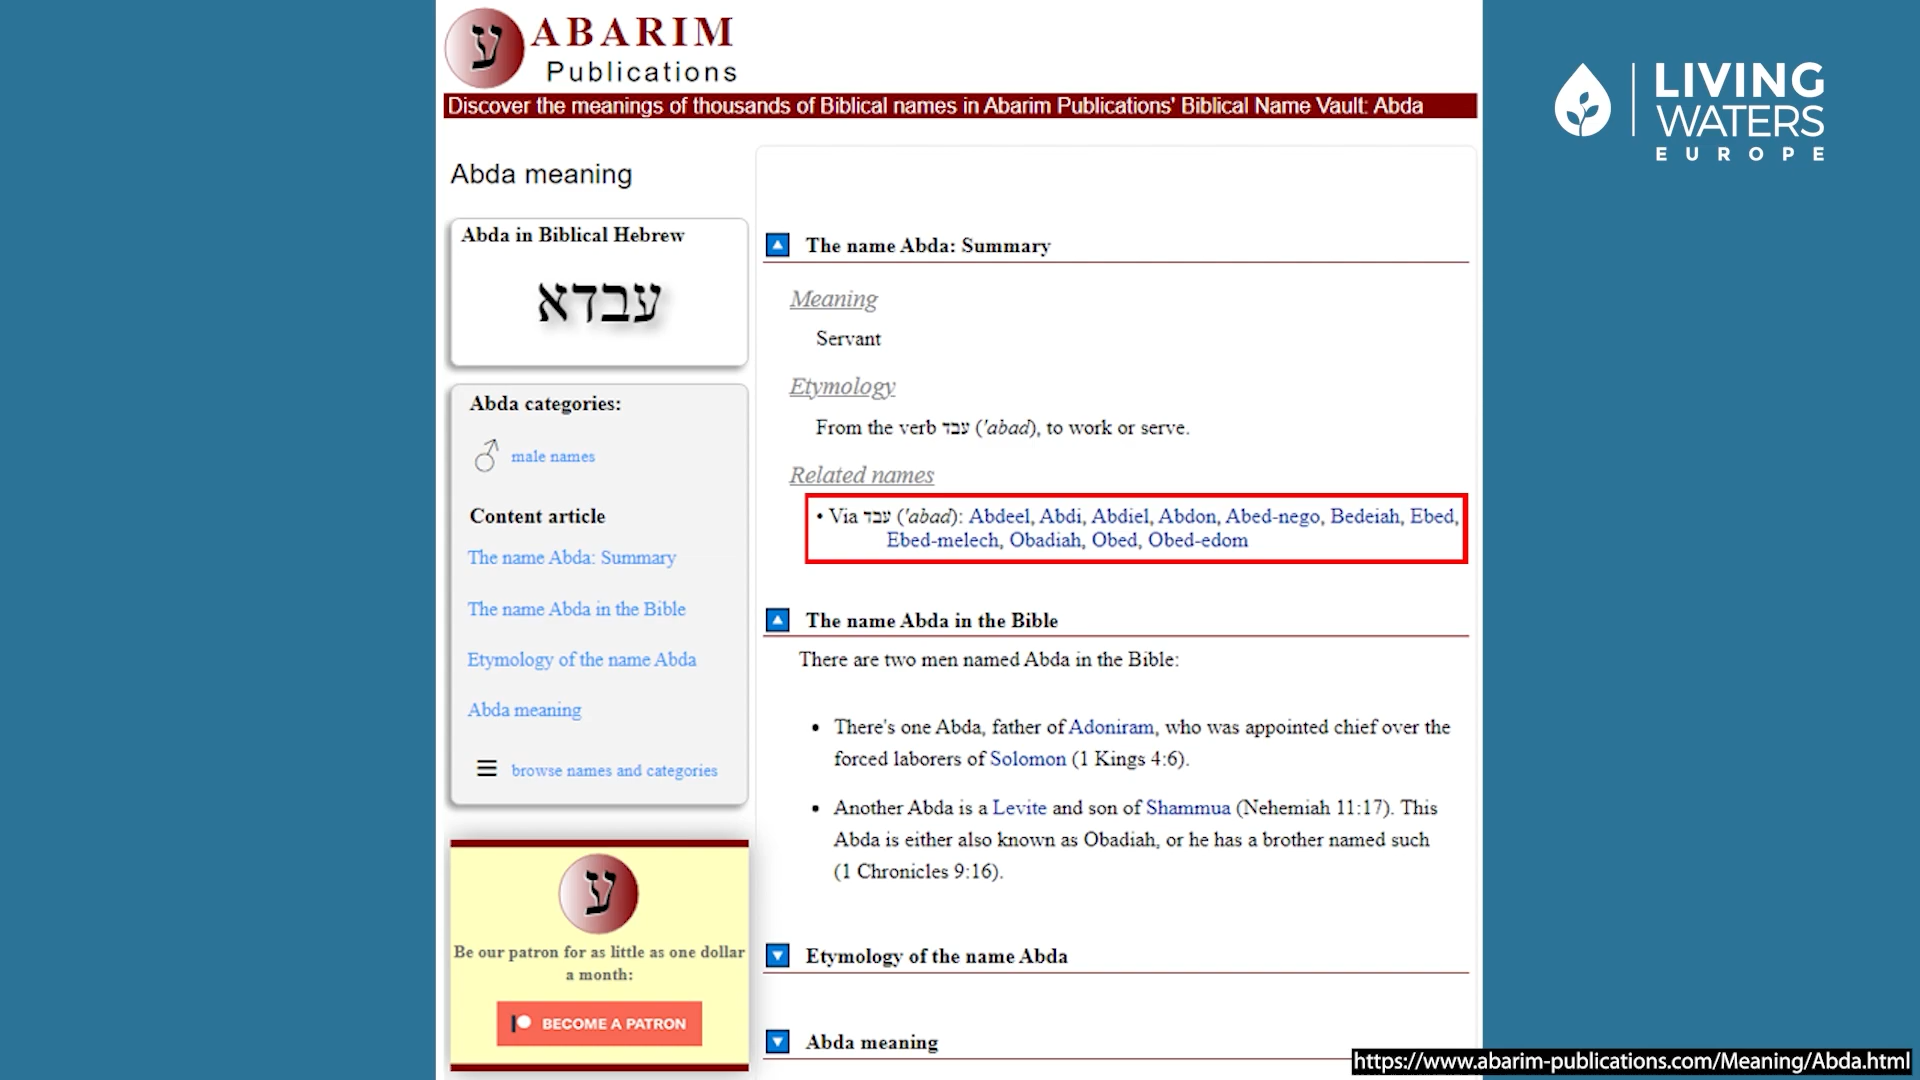 ע
ABARIM
Publications
LIVING
WATERS
EUROPE
Discover the meanings of thousands of Biblical names in Abarim Publications' Biblical Name Vault: Abda
Abda meaning
Abda in Biblical Hebrew
עבדא
Abda categories:
male names
Content article
The name Abda: Summary
The name Abda in the Bible
Etymology of the name Abda
Abda meaning
browse names and categories
ע
Be our patron for as little as one dollar
a month:
BECOME A PATRON
The name Abda: Summary
Meaning
Servant
Etymology
From the verb עבד ('abad), to work or serve.
Related names
• Via עבד ('abad): Abdeel, Abdi, Abdiel, Abdon, Abed-nego, Bedeiah, Ebed,
Ebed-melech, Obadiah, Obed, Obed-edom
The name Abda in the Bible
There are two men named Abda in the Bible:
• There's one Abda, father of Adoniram, who was appointed chief over the
forced laborers of Solomon (1 Kings 4:6).
• Another Abda is a Levite and son of Shammua (Nehemiah 11:17). This
Abda is either also known as Obadiah, or he has a brother named such
(1 Chronicles 9:16).
Etymology of the name Abda
Abda meaning
https://www.abarim-publications.com/Meaning/Abda.html